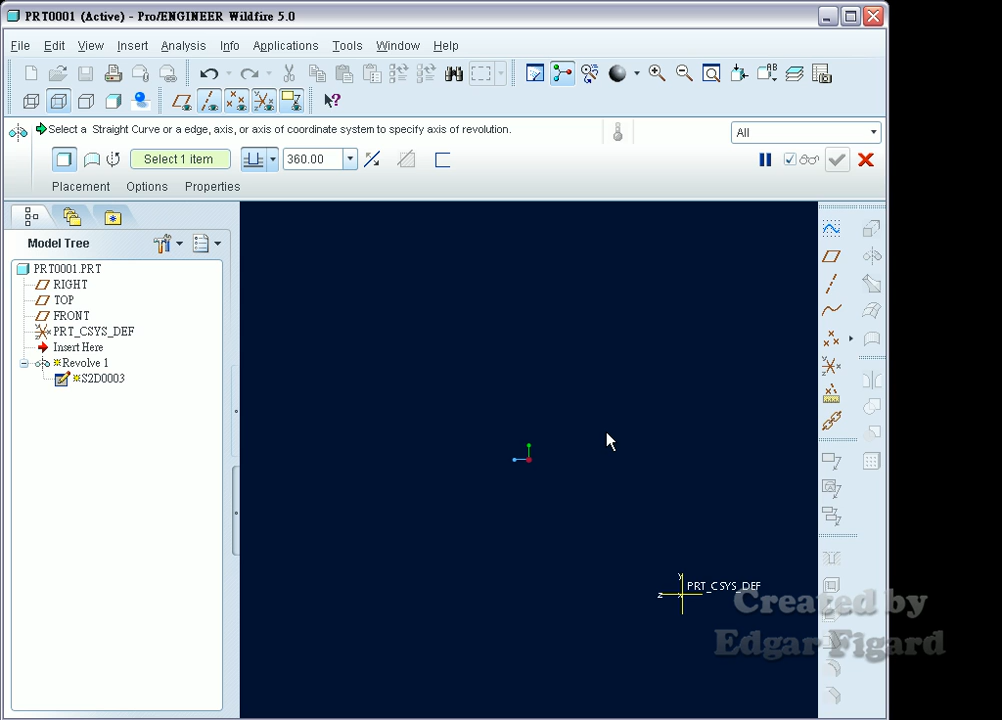 PRT0001 (Active) - Pro/ENGINEER Wildfire 5.0
File Edit View Insert Analysis Info Applications Tools Window Help
Select a Straight Curve or a edge, axis, or axis of coordinate system to specify axis of revolution.
All
Select 1 item
360.00
Placement Options Properties
Model Tree
PRT0001.PRT
RIGHT
TOP
FRONT
PRT_CSYS_DEF
Insert Here
Revolve 1
S2D0003
Y
PRT_CSYS_DEF
Z X
Created by
Edgar Figard